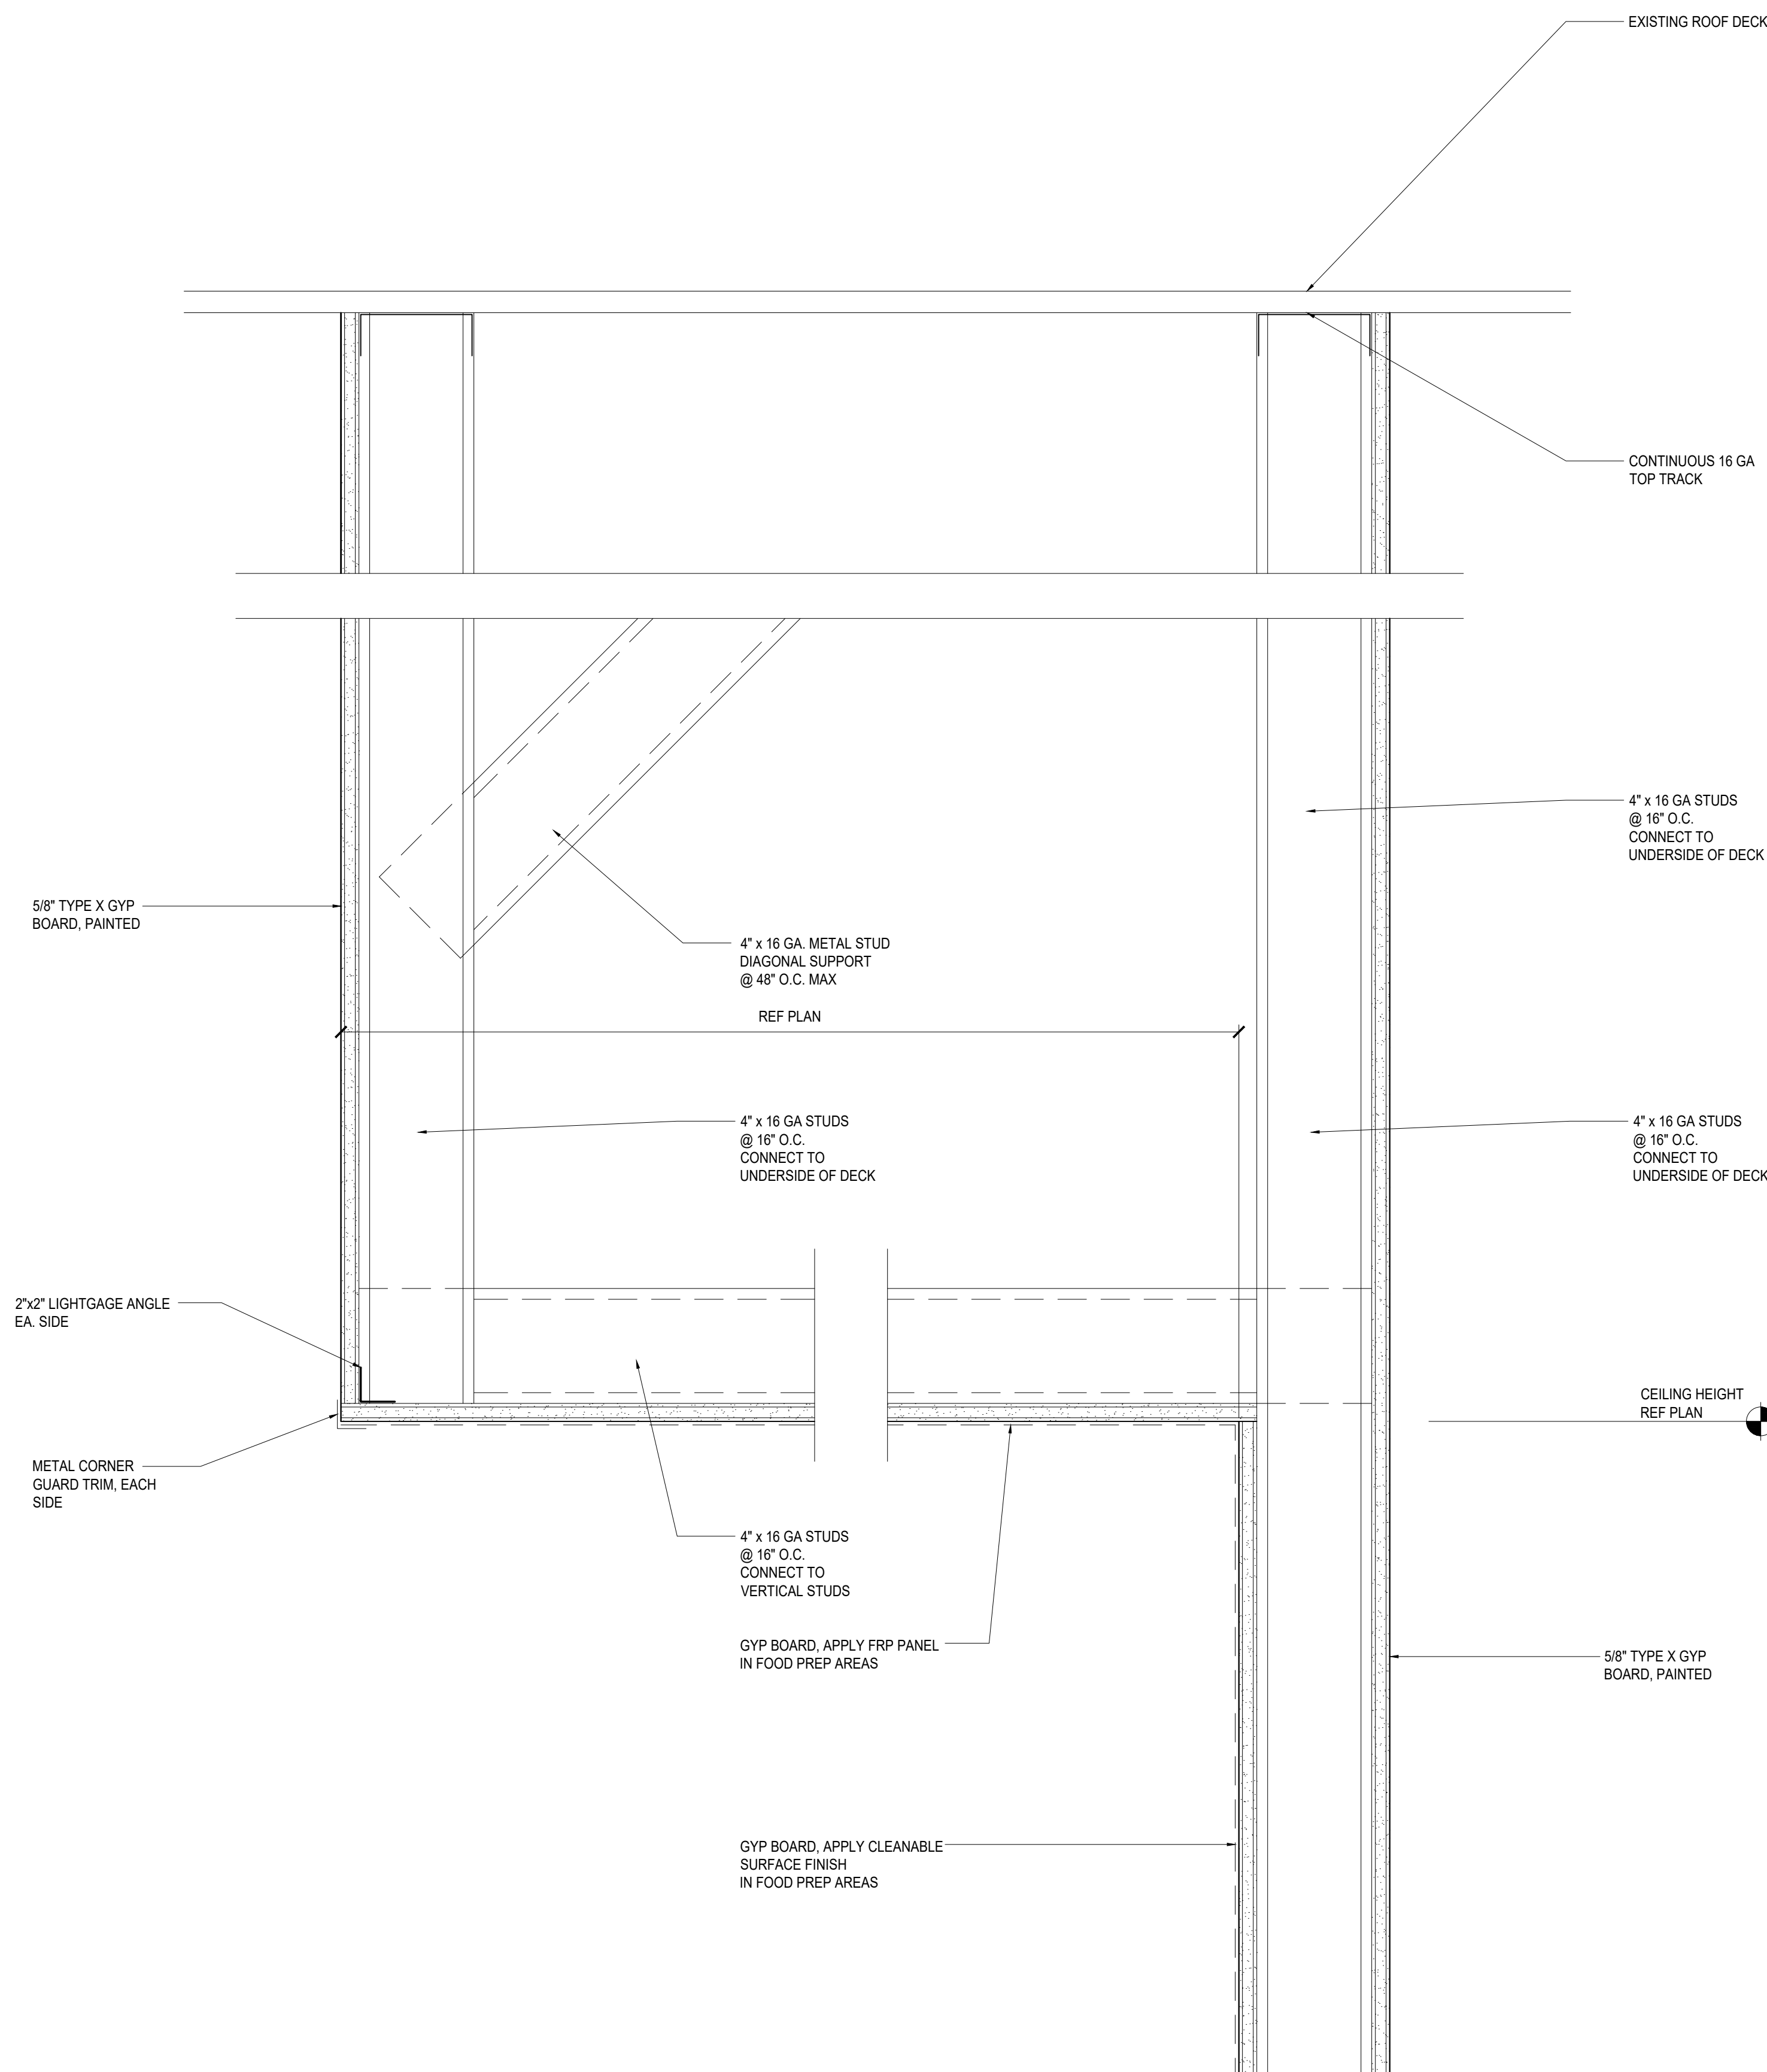 EXISTING ROOF DECK
CONTINUOUS 16 GA
TOP TRACK
4" x 16 GA STUDS
@ 16" O.C.
CONNECT TO
UNDERSIDE OF DECK
5/8" TYPE X GYP
BOARD, PAINTED
4" x 16 GA. METAL STUD
DIAGONAL SUPPORT
@ 48" O.C. MAX
REF PLAN
4" x 16 GA STUDS
@ 16" O.C.
CONNECT TO
UNDERSIDE OF DECK
4" x 16 GA STUDS
@ 16" O.C.
CONNECT TO
UNDERSIDE OF DECK
2"x2" LIGHTGAGE ANGLE
EA. SIDE
CEILING HEIGHT
REF PLAN
METAL CORNER
GUARD TRIM, EACH
SIDE
4" x 16 GA STUDS
@ 16" O.C.
CONNECT TO
VERTICAL STUDS
GYP BOARD, APPLY FRP PANEL
IN FOOD PREP AREAS
5/8" TYPE X GYP
BOARD, PAINTED
GYP BOARD, APPLY CLEANABLE
SURFACE FINISH
IN FOOD PREP AREAS